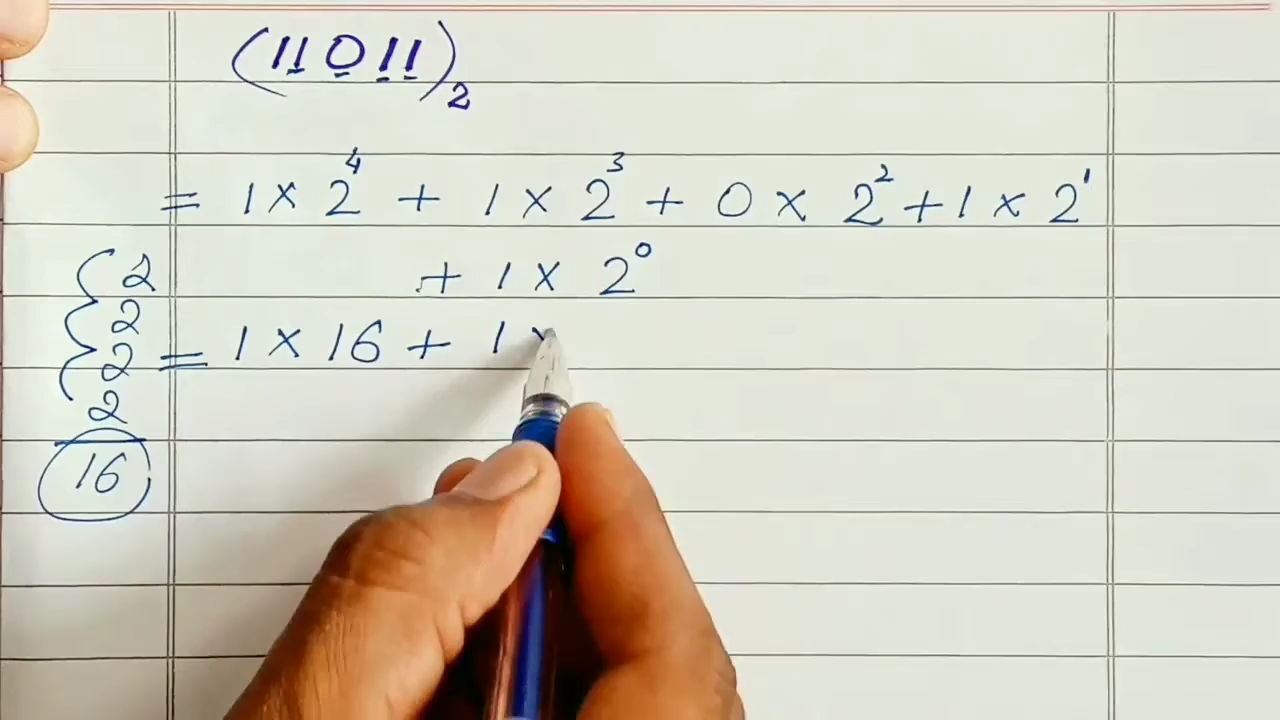 (11011)₂
= 1 × 2⁴ + 1 × 2³ + 0 × 2² + 1 × 2¹
+ 1 × 2⁰
= 1 × 16 + 1 ×
2
2
2
2
16